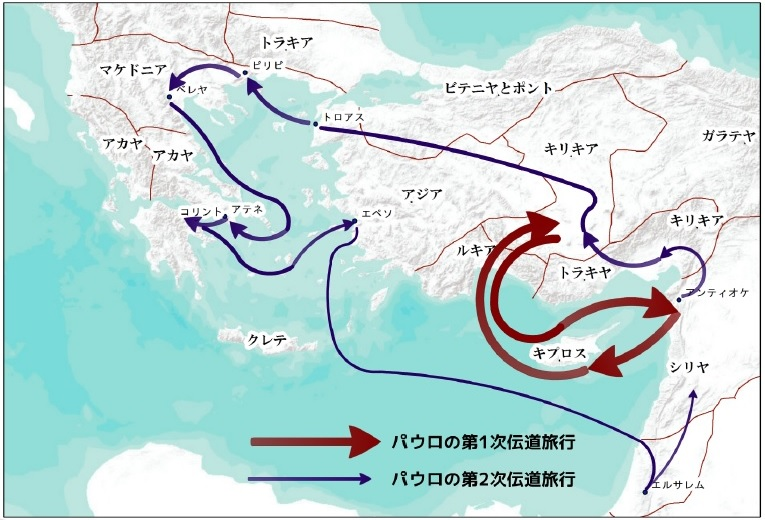 トラキア
ピリピ
マケドニア
ベレヤ
ビテニヤとポント
トロアス
ガラテヤ
アカヤ
アカヤ
キリキア
アジア
コリント
アテネ
エペソ
キリキア
ルキア
トラキヤ
アンティオケ
クレテ
キプロス
シリヤ
パウロの第1次伝道旅行
パウロの第2次伝道旅行
エルサレム